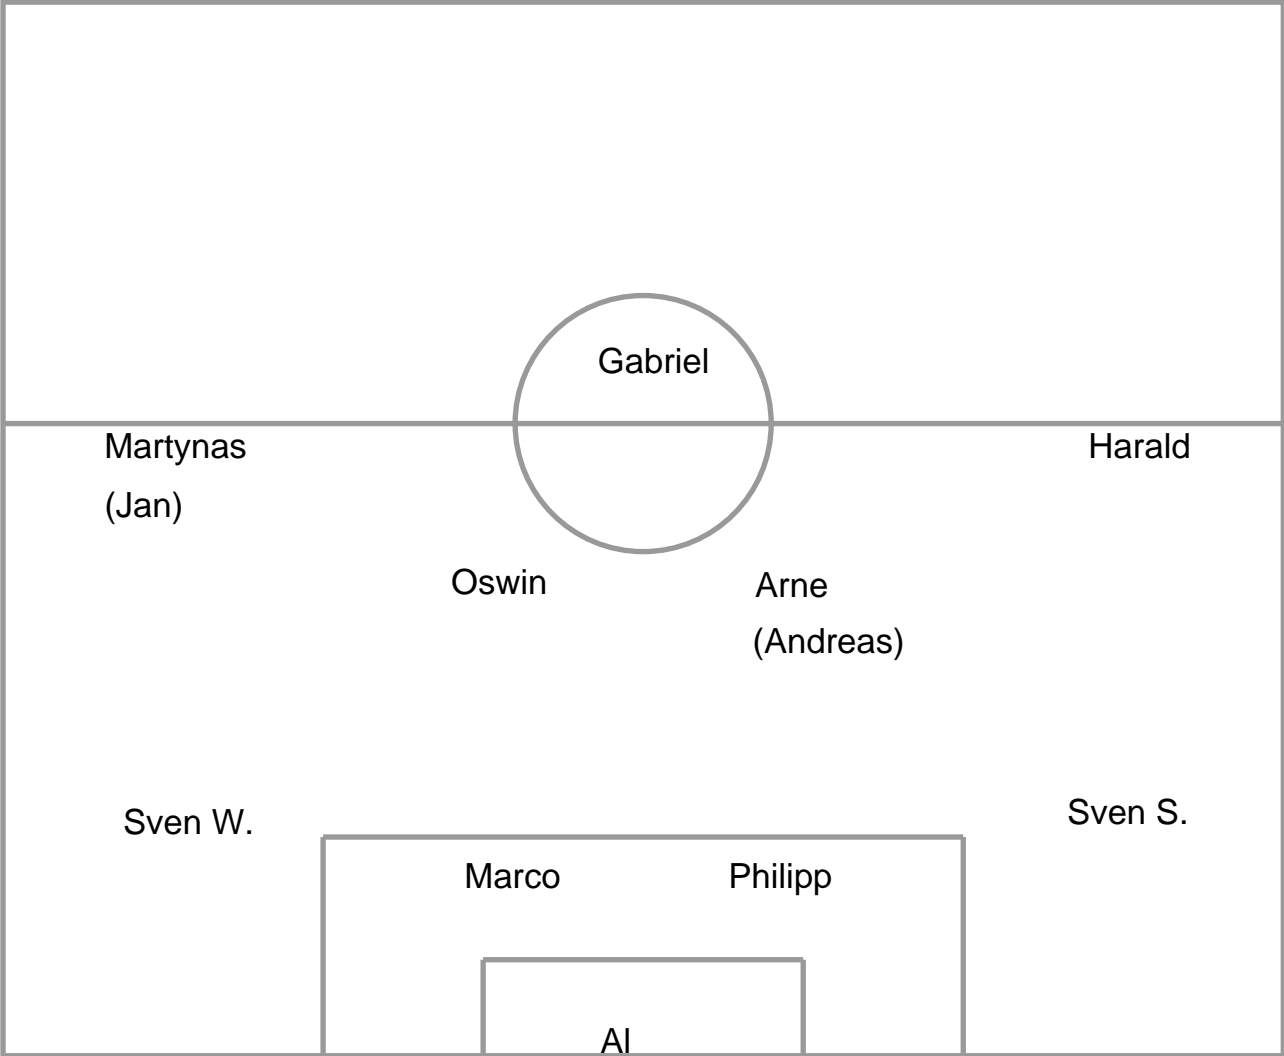 Gabriel
Martynas
Harald
(Jan)
Oswin
Arne
(Andreas)
Sven W.
Sven S.
Marco
Philipp
Al